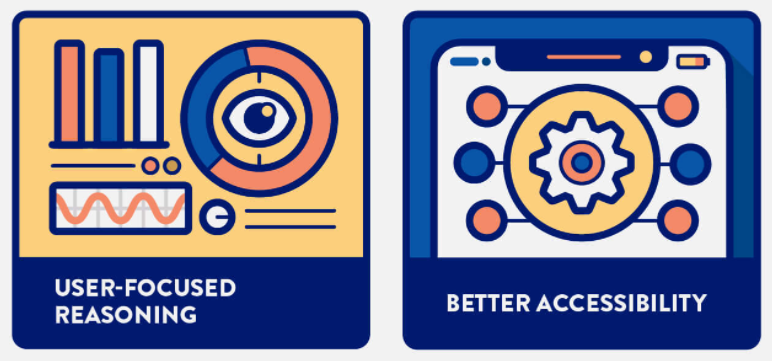 USER-FOCUSED
REASONING
BETTER ACCESSIBILITY